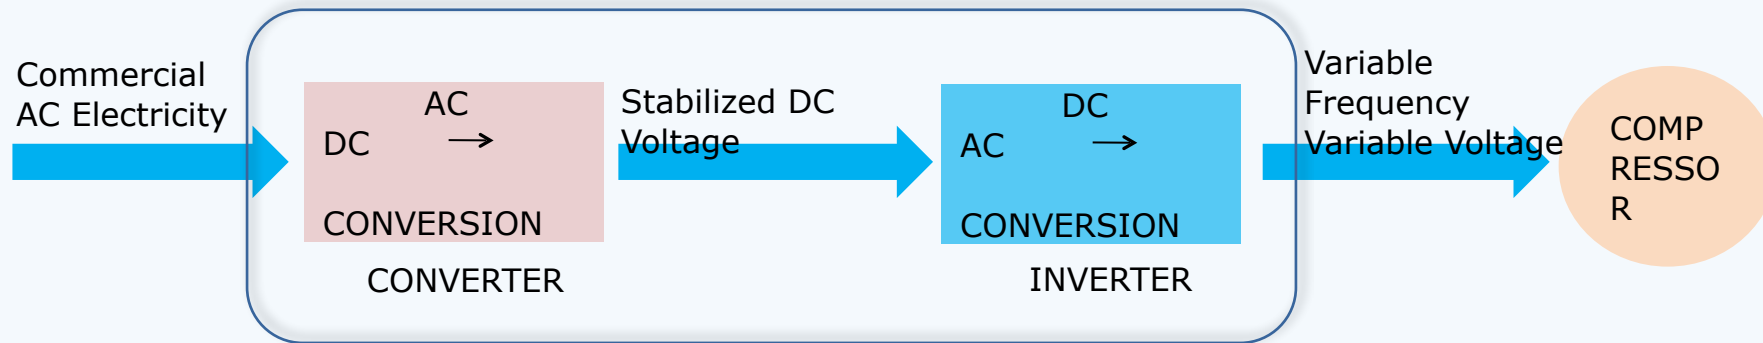 Commercial
AC Electricity
AC
DC →
CONVERSION
CONVERTER
Stabilized DC
Voltage
DC
AC →
CONVERSION
INVERTER
Variable
Frequency
Variable Voltage
COMP
RESSO
R